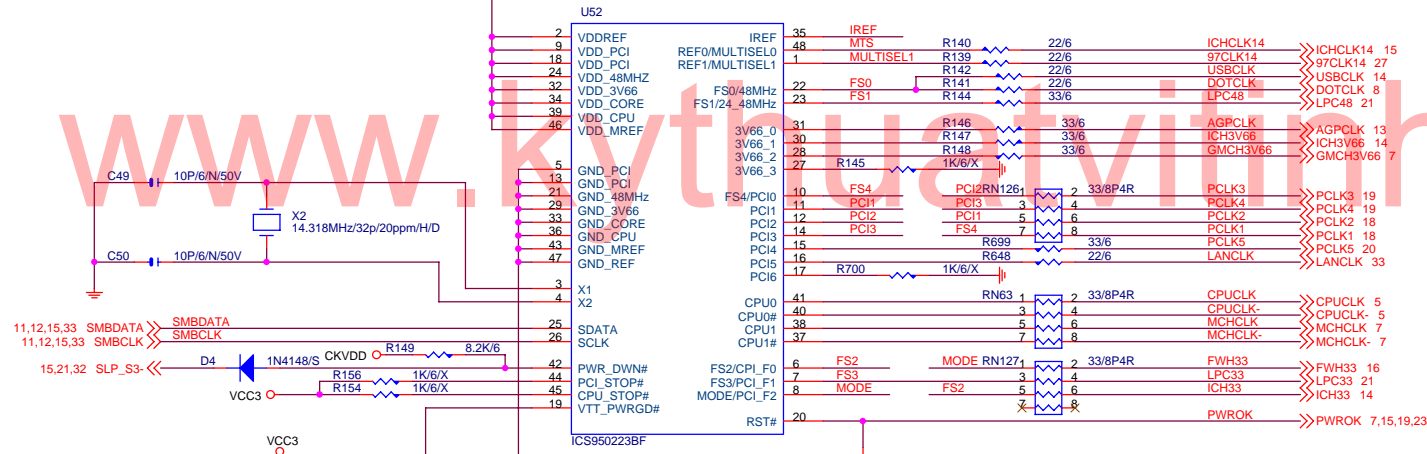 U52
2 VDDREF IREF 35 IREF
9 VDD_PCI REF0/MULTISEL0 48 MTS R140 22/6 ICHCLK14 ICHCLK14 15
18 VDD_PCI REF1/MULTISEL1 1 MULTISEL1 R139 22/6 97CLK14 97CLK14 27
24 VDD_48MHZ R142 22/6 USBCLK USBCLK 14
32 VDD_3V66 FS0/48MHz 22 FS0 R141 22/6 DOTCLK DOTCLK 8
34 VDD_CORE FS1/24_48MHz 23 FS1 R144 33/6 LPC48 LPC48 21
39 VDD_CPU
46 VDD_MREF 3V66_0 31 R146 33/6 AGPCLK AGPCLK 13
3V66_1 30 R147 33/6 ICH3V66 ICH3V66 14
3V66_2 28 R148 33/6 GMCH3V66 GMCH3V66 7
www.kythuatvitinh
5 GND_PCI 3V66_3 27 R145 1K/6/X
C49 10P/6/N/50V
13 GND_PCI
21 GND_48MHz FS4/PCI0 10 FS4 PCI2 RN126 1 2 33/8P4R PCLK3 PCLK3 19
29 GND_3V66 PCI1 11 PCI1 PCI3 3 4 PCLK4 PCLK4 19
33 GND_CORE PCI2 12 PCI2 PCI1 5 6 PCLK2 PCLK2 18
36 GND_CPU PCI3 14 PCI3 FS4 7 8 PCLK1 PCLK1 18
X2
14.318MHz/32p/20ppm/H/D
43 GND_MREF PCI4 15 R699 33/6 PCLK5 PCLK5 20
C50 10P/6/N/50V
47 GND_REF PCI5 16 R648 22/6 LANCLK LANCLK 33
PCI6 17 R700 1K/6/X
3 X1
4 X2 CPU0 41 RN63 1 2 33/8P4R CPUCLK CPUCLK 5
CPU0# 40 3 4 CPUCLK- CPUCLK- 5
11,12,15,33 SMBDATA SMBDATA 25 SDATA CPU1 38 5 6 MCHCLK MCHCLK 7
11,12,15,33 SMBCLK SMBCLK 26 SCLK CPU1# 37 7 8 MCHCLK- MCHCLK- 7
CKVDD R149 8.2K/6
15,21,32 SLP_S3- D4 1N4148/S 42 PWR_DWN# FS2/CPI_F0 6 FS2 MODE RN127 1 2 33/8P4R FWH33 FWH33 16
R156 1K/6/X 44 PCI_STOP# FS3/PCI_F1 7 FS3 3 4 LPC33 LPC33 21
VCC3 R154 1K/6/X 45 CPU_STOP# MODE/PCI_F2 8 MODE FS2 5 6 ICH33 ICH33 14
19 VTT_PWRGD# 7 8
RST# 20 PWROK PWROK 7,15,19,23
VCC3
ICS950223BF